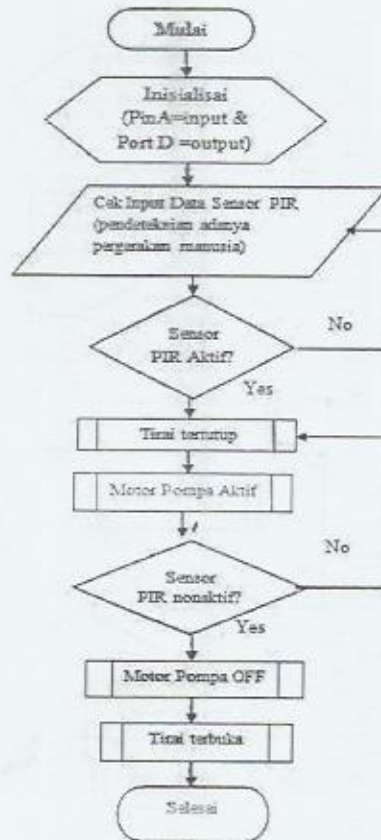 Mulai
Inisialisai
(PinA=input &
Port D =output)
Cek Input Data Sensor PIR
(pendeteksian adanya
pergerakan manusia)
Sensor
PIR Aktif?
No
Yes
Tirai tertutup
Motor Pompa Aktif
Sensor
PIR nonaktif?
No
Yes
Motor Pompa OFF
Tirai terbuka
Selesai